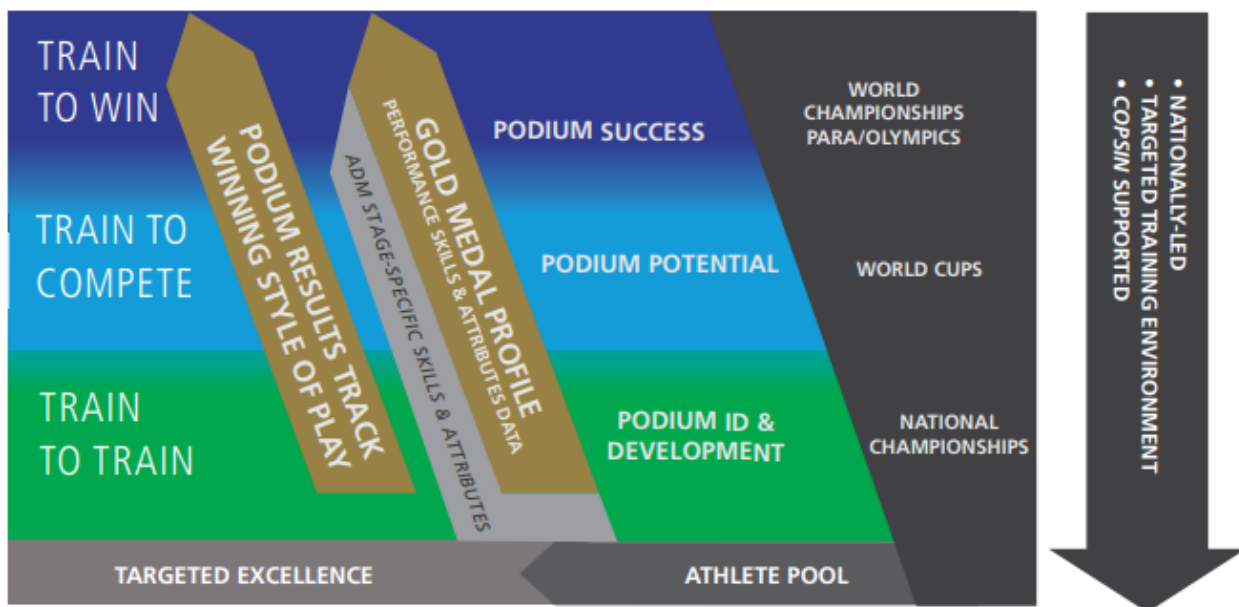 TRAIN
TO WIN
TRAIN TO
COMPETE
TRAIN
TO TRAIN
PODIUM RESULTS TRACK
WINNING STYLE OF PLAY
ADM STAGE-SPECIFIC SKILLS & ATTRIBUTES
GOLD MEDAL PROFILE
PERFORMANCE SKILLS & ATTRIBUTES DATA
PODIUM SUCCESS
PODIUM POTENTIAL
PODIUM ID &
DEVELOPMENT
WORLD
CHAMPIONSHIPS
PARA/OLYMPICS
WORLD CUPS
NATIONAL
CHAMPIONSHIPS
• NATIONALLY-LED
• TARGETED TRAINING ENVIRONMENT
• COPSIN SUPPORTED
TARGETED EXCELLENCE
ATHLETE POOL